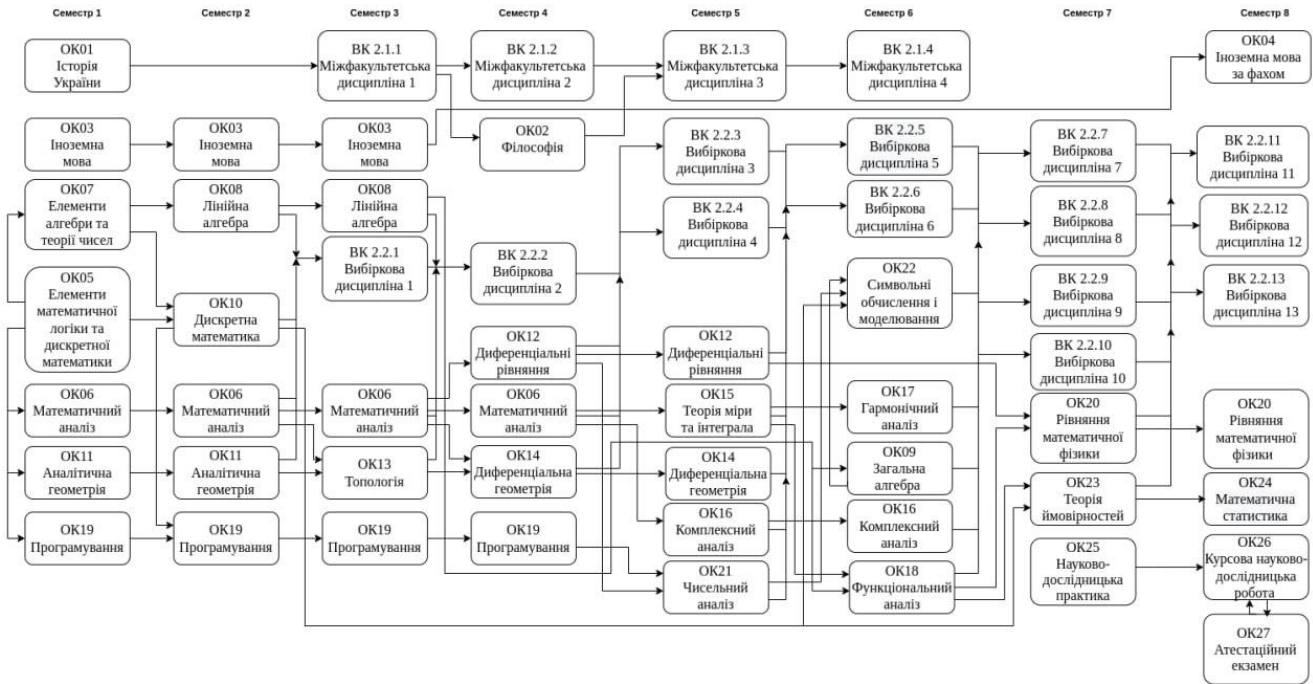 Семестр 1
Семестр 2
Семестр 3
Семестр 4
Семестр 5
Семестр 6
Семестр 7
Семестр 8
ОК01
Історія
України
ОК03
Іноземна
мова
ОК07
Елементи
алгебри та
теорії чисел
ОК05
Елементи
математичної
логіки та
дискретної
математики
ОК06
Математичний
аналіз
ОК11
Аналітична
геометрія
ОК19
Програмування
ОК03
Іноземна
мова
ОК08
Лінійна
алгебра
ОК10
Дискретна
математика
ОК06
Математичний
аналіз
ОК11
Аналітична
геометрія
ОК19
Програмування
ВК 2.1.1
Міжфакультетська
дисципліна 1
ОК03
Іноземна
мова
ОК08
Лінійна
алгебра
ВК 2.2.1
Вибіркова
дисципліна 1
ОК06
Математичний
аналіз
ОК13
Топологія
ОК19
Програмування
ВК 2.1.2
Міжфакультетська
дисципліна 2
ОК02
Філософія
ВК 2.2.2
Вибіркова
дисципліна 2
ОК12
Диференціальні
рівняння
ОК06
Математичний
аналіз
ОК14
Диференціальна
геометрія
ОК19
Програмування
ВК 2.1.3
Міжфакультетська
дисципліна 3
ВК 2.2.3
Вибіркова
дисципліна 3
ВК 2.2.4
Вибіркова
дисципліна 4
ОК12
Диференціальні
рівняння
ОК15
Теорія міри
та інтеграла
ОК14
Диференціальна
геометрія
ОК16
Комплексний
аналіз
ОК21
Чисельний
аналіз
ВК 2.1.4
Міжфакультетська
дисципліна 4
ВК 2.2.5
Вибіркова
дисципліна 5
ВК 2.2.6
Вибіркова
дисципліна 6
ОК22
Символьні
обчислення і
моделювання
ОК17
Гармонічний
аналіз
ОК09
Загальна
алгебра
ОК16
Комплексний
аналіз
ОК18
Функціональний
аналіз
ВК 2.2.7
Вибіркова
дисципліна 7
ВК 2.2.8
Вибіркова
дисципліна 8
ВК 2.2.9
Вибіркова
дисципліна 9
ВК 2.2.10
Вибіркова
дисципліна 10
ОК20
Рівняння
математичної
фізики
ОК23
Теорія
ймовірностей
ОК25
Науково-
дослідницька
практика
ОК04
Іноземна мова
за фахом
ВК 2.2.11
Вибіркова
дисципліна 11
ВК 2.2.12
Вибіркова
дисципліна 12
ВК 2.2.13
Вибіркова
дисципліна 13
ОК20
Рівняння
математичної
фізики
ОК24
Математична
статистика
ОК26
Курсова науково-
дослідницька
робота
ОК27
Атестаційний
екзамен